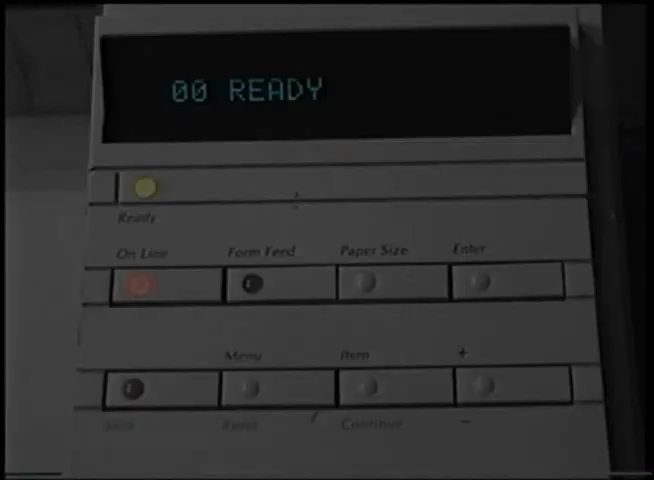 00 READY
Ready
On Line Form Feed Paper Size Enter
Menu Item +
Reset Continue -